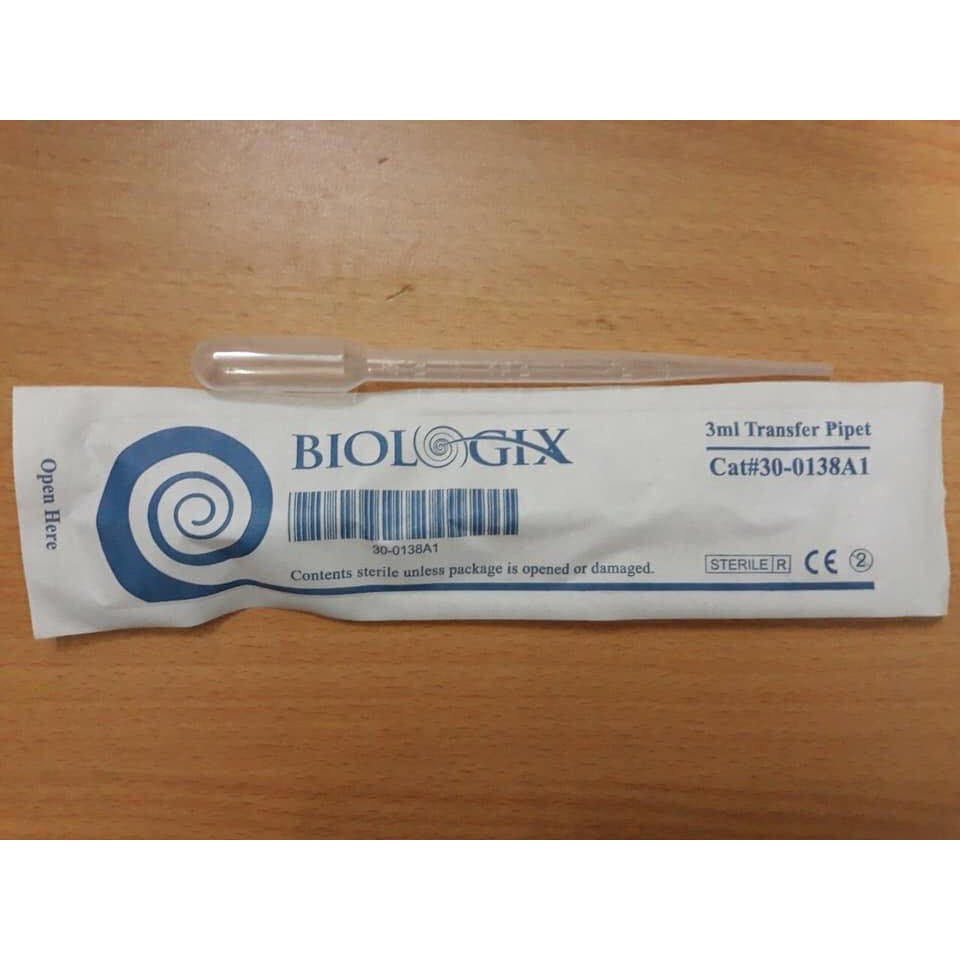 Open Here
BIOLOGIX
30-0138A1
Contents sterile unless package is opened or damaged.
3ml Transfer Pipet
Cat#30-0138A1
STERILE R CE 2